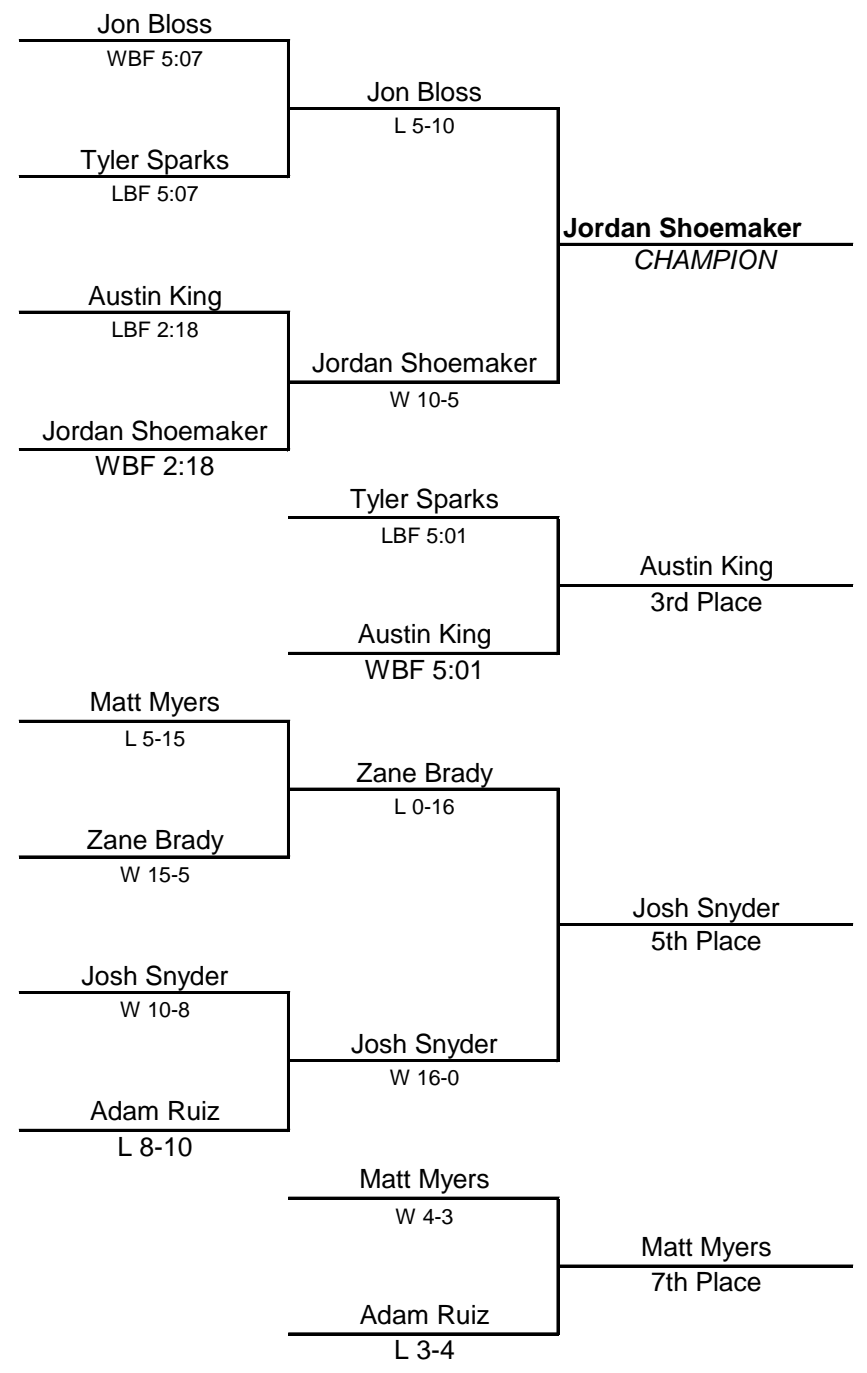 Jon Bloss
WBF 5:07
Jon Bloss
L 5-10
Tyler Sparks
LBF 5:07
Jordan Shoemaker
CHAMPION
Austin King
LBF 2:18
Jordan Shoemaker
W 10-5
Jordan Shoemaker
WBF 2:18
Tyler Sparks
LBF 5:01
Austin King
3rd Place
Austin King
WBF 5:01
Matt Myers
L 5-15
Zane Brady
L 0-16
Zane Brady
W 15-5
Josh Snyder
5th Place
Josh Snyder
W 10-8
Josh Snyder
W 16-0
Adam Ruiz
L 8-10
Matt Myers
W 4-3
Matt Myers
7th Place
Adam Ruiz
L 3-4